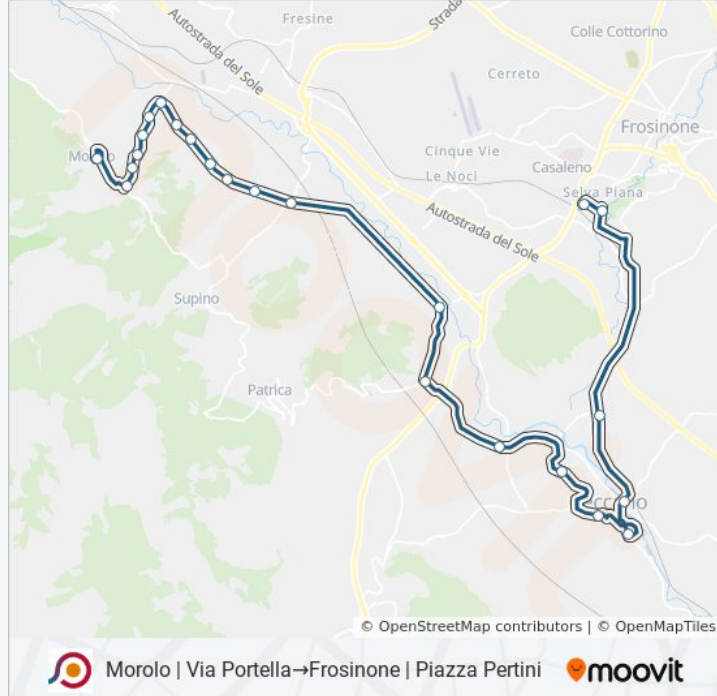 Fresine
Strada
Colle Cottorino
Autostrada del Sole
Cerreto
Frosinone
Cinque Vie
Le Noci
Casaleno
Selva Piana
Autostrada del Sole
Supino
Patrica
© OpenStreetMap contributors | © OpenMapTiles
Morolo | Via Portella→Frosinone | Piazza Pertini
moovit